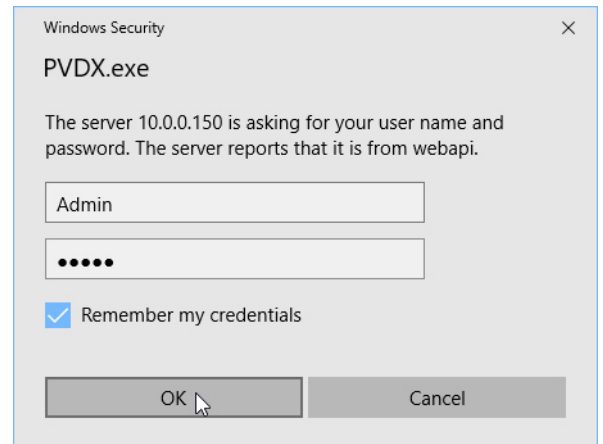 Windows Security
PVDX.exe
The server 10.0.0.150 is asking for your user name and
password. The server reports that it is from webapi.
Admin
●●●●●
Remember my credentials
OK
Cancel